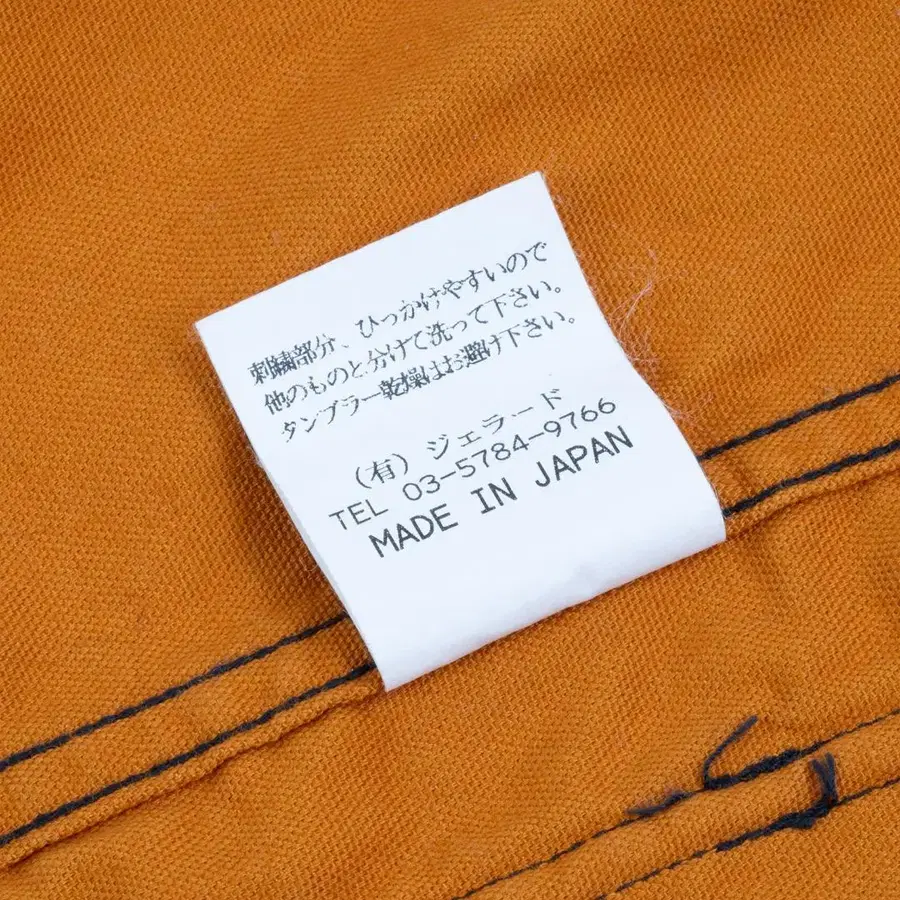 刺繍部分、ひっかけやすいので
他のものと分けて洗って下さい。
タンブラー乾燥はお避け下さい。
(有) ジェラード
TEL 03-5784-9766
MADE IN JAPAN